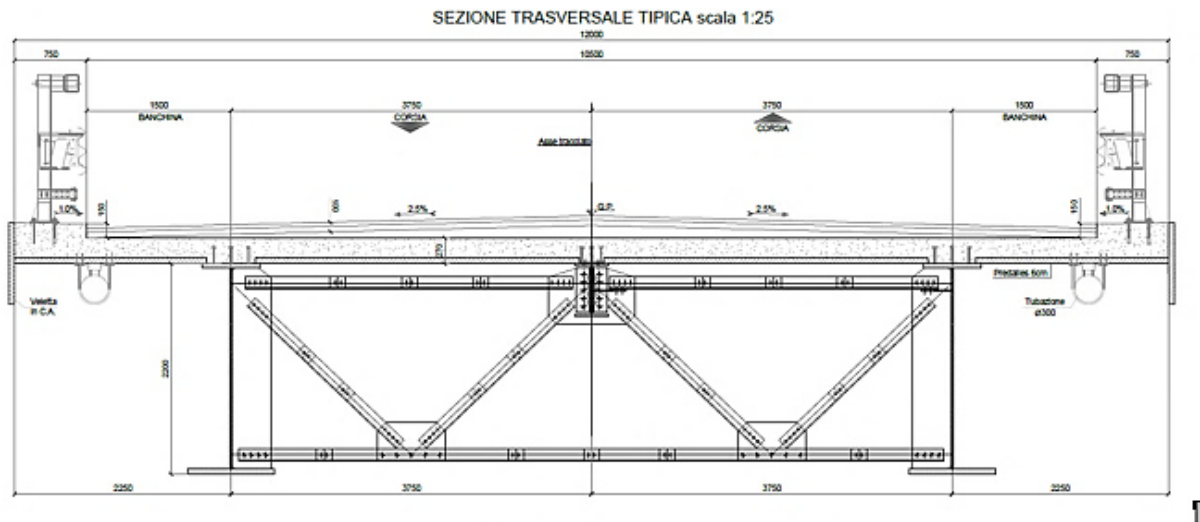 SEZIONE TRASVERSALE TIPICA scala 1:25
12000
750 10500 750
1500 3750 3750 1500
BANCHINA CORSIA CORSIA BANCHINA
Asse tracciato
1.0% 150 2.5% Q.P. 2.5% 150 1.0%
270
Predalles 6cm
Veletta
in C.A.
Tubazione
ø300
2200
2250 3750 3750 2250